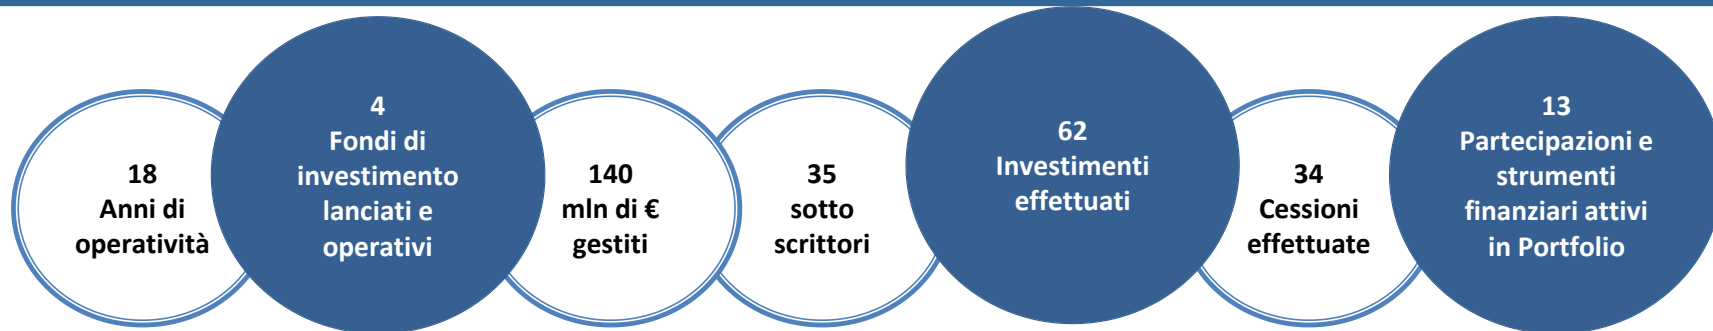 18
Anni di
operatività
4
Fondi di
investimento
lanciati e
operativi
140
mln di €
gestiti
35
sotto
scrittori
62
Investimenti
effettuati
34
Cessioni
effettuate
13
Partecipazioni e
strumenti
finanziari attivi
in Portfolio